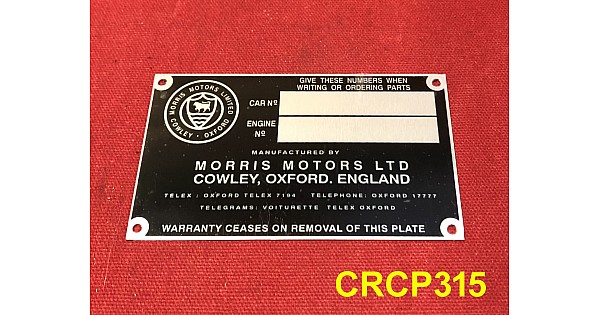 MORRIS MOTORS LIMITED
COWLEY, OXFORD
GIVE THESE NUMBERS WHEN
WRITING OR ORDERING PARTS
CAR Nº
ENGINE
Nº
MANUFACTURED BY
MORRIS MOTORS LTD
COWLEY, OXFORD. ENGLAND
TELEX : OXFORD TELEX 7194 TELEPHONE: OXFORD 17777
TELEGRAMS: VOITURETTE TELEX OXFORD
WARRANTY CEASES ON REMOVAL OF THIS PLATE
CRCP315